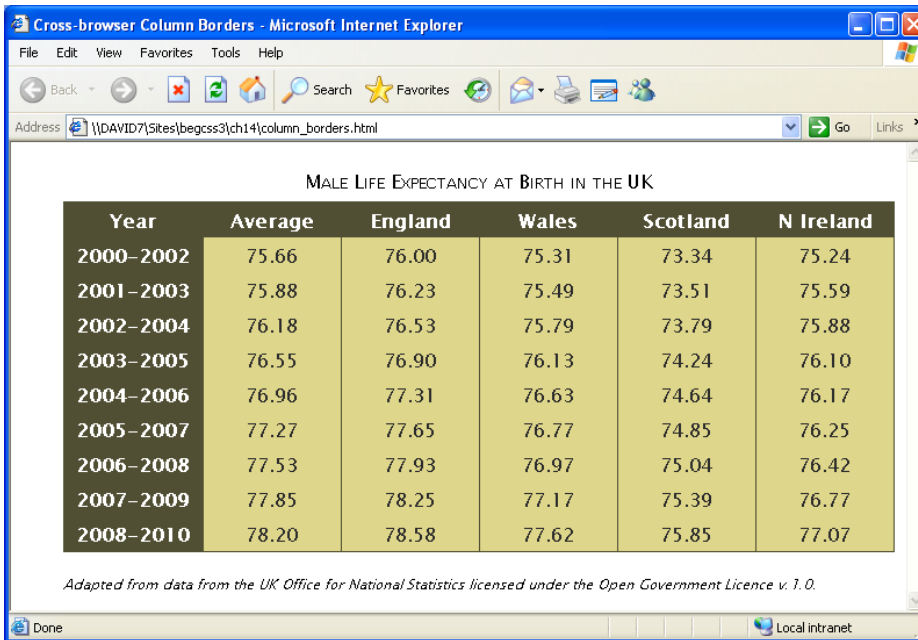 Cross-browser Column Borders - Microsoft Internet Explorer
File Edit View Favorites Tools Help
Back Search Favorites
Address \\DAVID7\Sites\begcss3\ch14\column_borders.html Go Links
MALE LIFE EXPECTANCY AT BIRTH IN THE UK
Year Average England Wales Scotland N Ireland
2000–2002 75.66 76.00 75.31 73.34 75.24
2001–2003 75.88 76.23 75.49 73.51 75.59
2002–2004 76.18 76.53 75.79 73.79 75.88
2003–2005 76.55 76.90 76.13 74.24 76.10
2004–2006 76.96 77.31 76.63 74.64 76.17
2005–2007 77.27 77.65 76.77 74.85 76.25
2006–2008 77.53 77.93 76.97 75.04 76.42
2007–2009 77.85 78.25 77.17 75.39 76.77
2008–2010 78.20 78.58 77.62 75.85 77.07
Adapted from data from the UK Office for National Statistics licensed under the Open Government Licence v. 1.0.
Done Local intranet